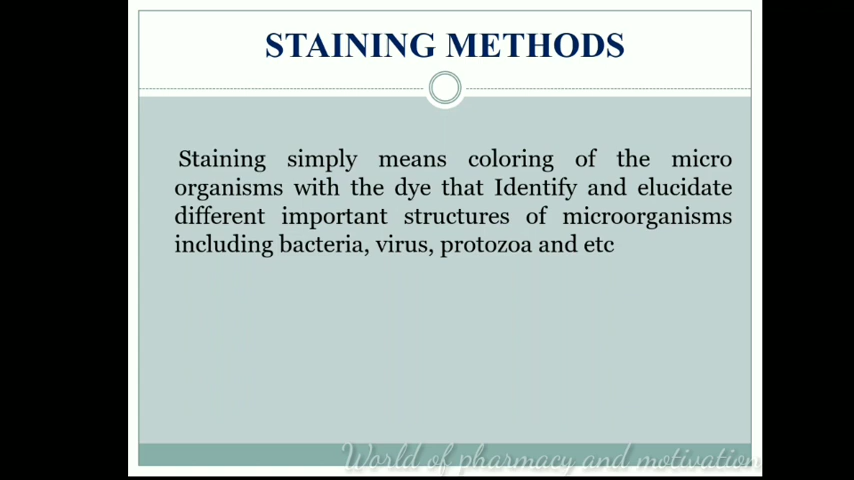 STAINING METHODS
Staining simply means coloring of the micro
organisms with the dye that Identify and elucidate
different important structures of microorganisms
including bacteria, virus, protozoa and etc
World of pharmacy and motivation